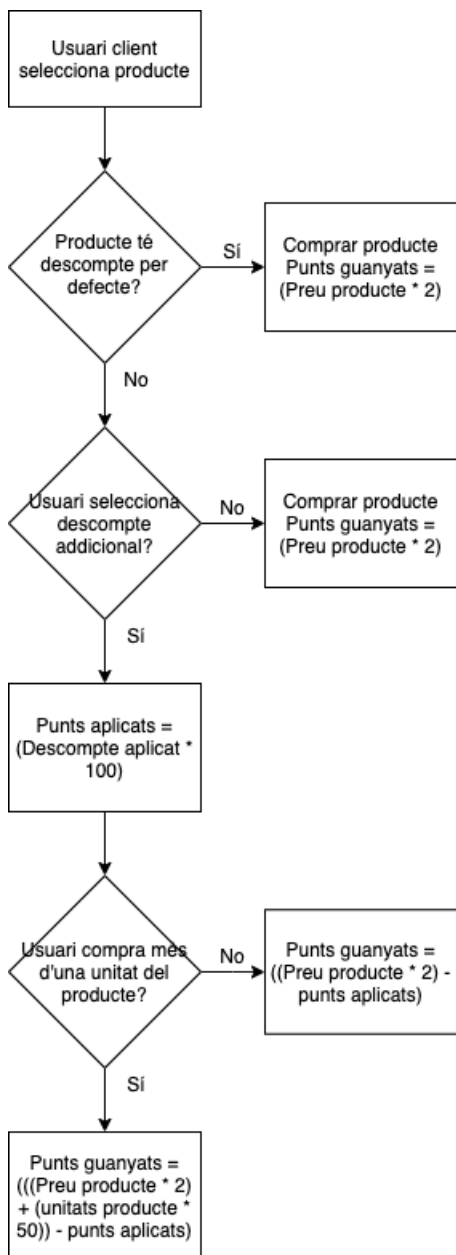 Usuari client
selecciona producte
Producte té
descompte per
defecte?
Sí
Comprar producte
Punts guanyats =
(Preu producte * 2)
No
Usuari selecciona
descompte
addicional?
No
Comprar producte
Punts guanyats =
(Preu producte * 2)
Sí
Punts aplicats =
(Descompte aplicat *
100)
Usuari compra més
d'una unitat del
producte?
No
Punts guanyats =
((Preu producte * 2) -
punts aplicats)
Sí
Punts guanyats =
(((Preu producte * 2)
+ (unitats producte *
50)) - punts aplicats)